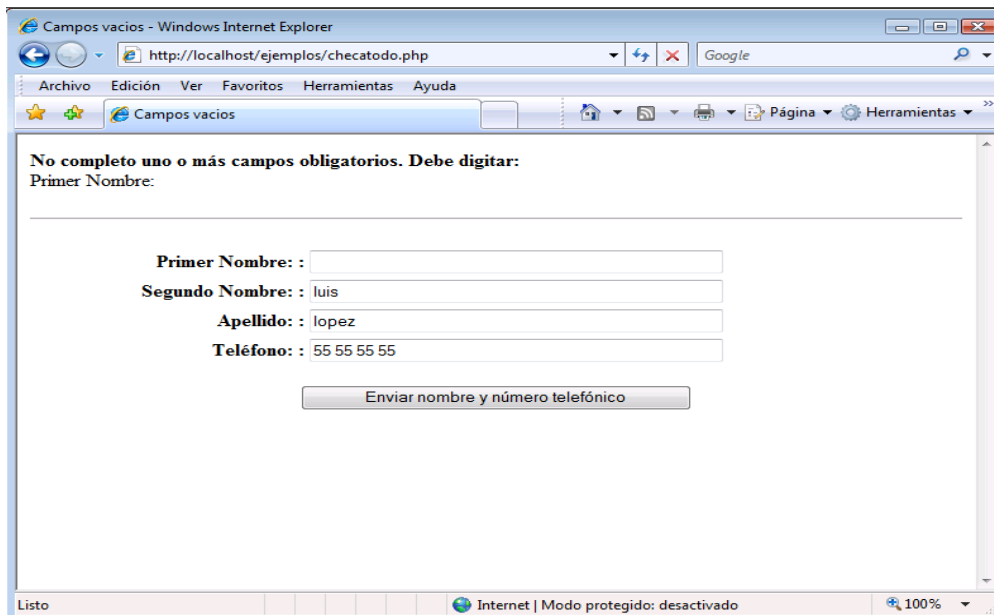 Campos vacios - Windows Internet Explorer
http://localhost/ejemplos/checatodo.php
Google
Archivo Edición Ver Favoritos Herramientas Ayuda
Campos vacios
Página Herramientas
No completo uno o más campos obligatorios. Debe digitar:
Primer Nombre:
Primer Nombre: :
Segundo Nombre: : luis
Apellido: : lopez
Teléfono: : 55 55 55 55
Enviar nombre y número telefónico
Listo Internet | Modo protegido: desactivado 100%